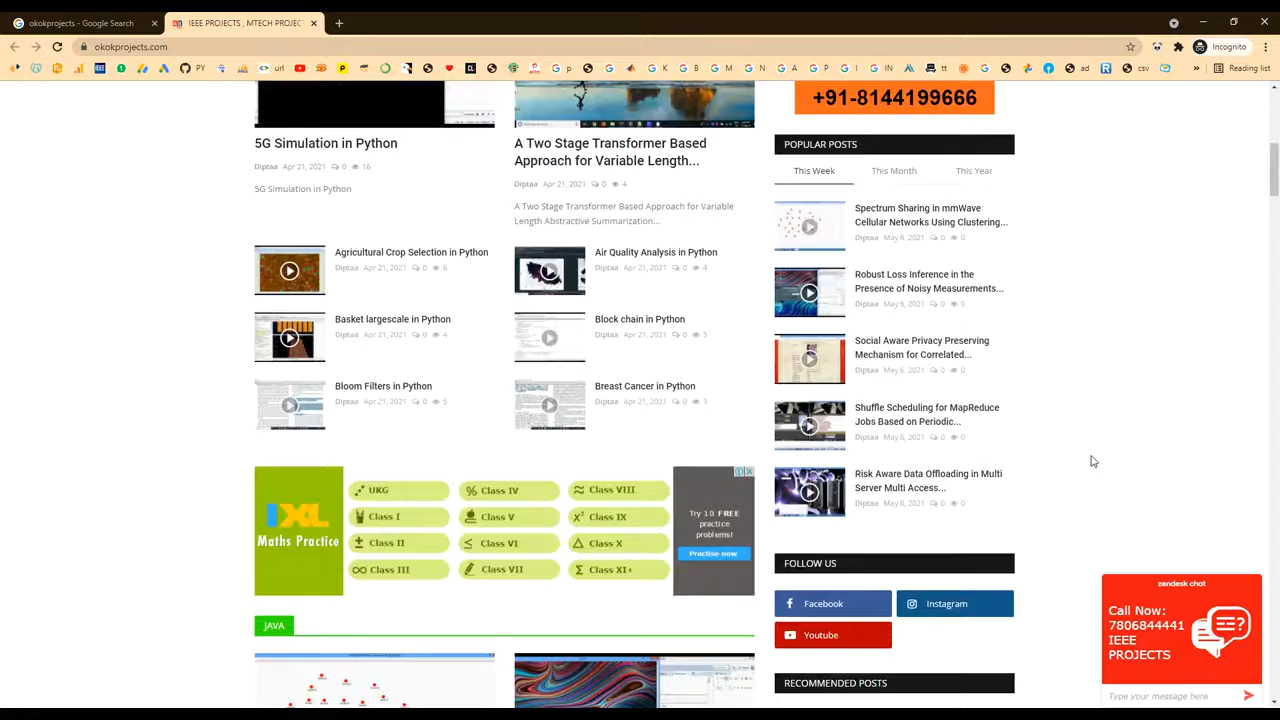 okokprojects - Google Search
IEEE PROJECTS , MTECH PROJEC
okokprojects.com
Incognito
PY
url
G p
G K
G B
G M
G N
G A
G P
G I
G IN
tt
ad
csv
Reading list
5G Simulation in Python
Diptaa Apr 21, 2021 0 16
5G Simulation in Python
A Two Stage Transformer Based
Approach for Variable Length...
Diptaa Apr 21, 2021 0 4
A Two Stage Transformer Based Approach for Variable
Length Abstractive Summarization...
Agricultural Crop Selection in Python
Diptaa Apr 21, 2021 0 6
Air Quality Analysis in Python
Diptaa Apr 21, 2021 0 4
Basket largescale in Python
Diptaa Apr 21, 2021 0 4
Block chain in Python
Diptaa Apr 21, 2021 0 5
Bloom Filters in Python
Diptaa Apr 21, 2021 0 5
Breast Cancer in Python
Diptaa Apr 21, 2021 0 3
IXL
Maths Practice
UKG
Class IV
Class VIII
Class I
Class V
Class IX
Class II
Class VI
Class X
Class III
Class VII
Class XI+
Try 10 FREE
practice
problems!
Practise now
JAVA
+91-8144199666
POPULAR POSTS
This Week
This Month
This Year
Spectrum Sharing in mmWave
Cellular Networks Using Clustering...
Diptaa May 6, 2021 0 0
Robust Loss Inference in the
Presence of Noisy Measurements...
Diptaa May 6, 2021 0 0
Social Aware Privacy Preserving
Mechanism for Correlated...
Diptaa May 6, 2021 0 0
Shuffle Scheduling for MapReduce
Jobs Based on Periodic...
Diptaa May 6, 2021 0 0
Risk Aware Data Offloading in Multi
Server Multi Access...
Diptaa May 6, 2021 0 0
FOLLOW US
Facebook
Instagram
Youtube
RECOMMENDED POSTS
zendesk chat
Call Now:
7806844441
IEEE
PROJECTS
Type your message here